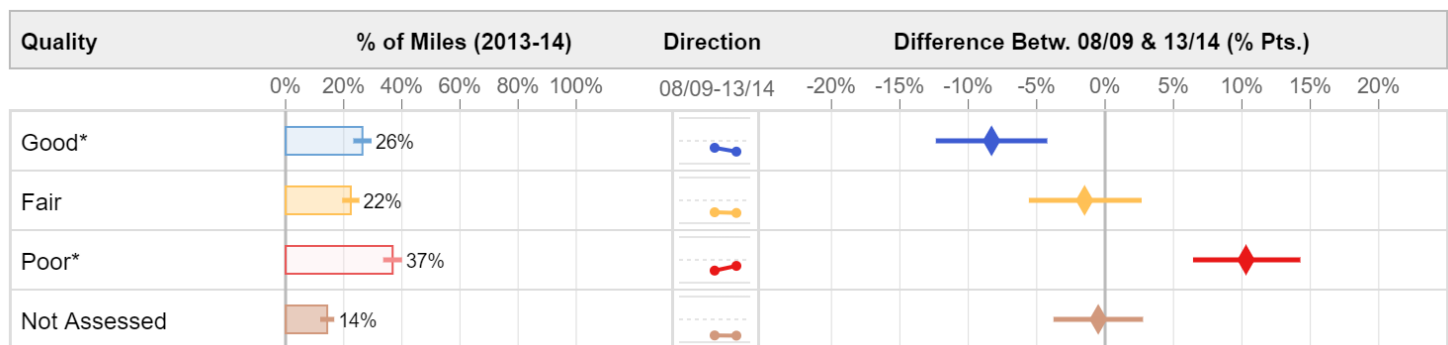 Quality % of Miles (2013-14) Direction Difference Betw. 08/09 & 13/14 (% Pts.)
0% 20% 40% 60% 80% 100% 08/09-13/14 -20% -15% -10% -5% 0% 5% 10% 15% 20%
Good* 26%
Fair 22%
Poor* 37%
Not Assessed 14%